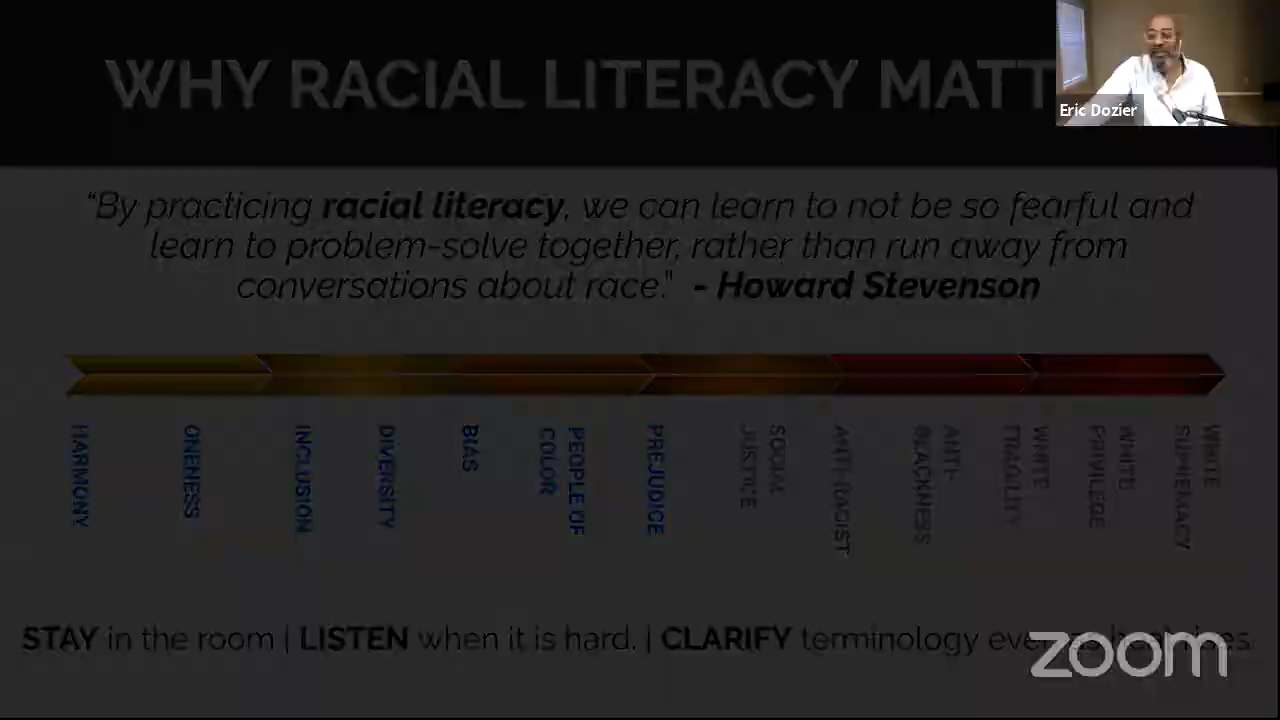 WHY RACIAL LITERACY MATT
Eric Dozier
“By practicing racial literacy, we can learn to not be so fearful and
learn to problem-solve together, rather than run away from
conversations about race.” - Howard Stevenson
HARMONY
ONENESS
INCLUSION
DIVERSITY
BIAS
PEOPLE OF
COLOR
PREJUDICE
SOCIAL
JUSTICE
ANTI-RACIST
ANTI-
BLACKNESS
WHITE
FRAGILITY
WHITE
PRIVILEGE
WHITE
SUPREMACY
STAY in the room | LISTEN when it is hard. | CLARIFY terminology
zoom